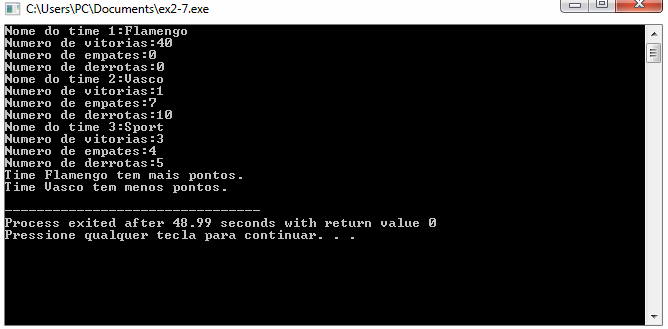 C:\Users\PC\Documents\ex2-7.exe
Nome do time 1:Flamengo
Numero de vitorias:40
Numero de empates:0
Numero de derrotas:0
Nome do time 2:Vasco
Numero de vitorias:1
Numero de empates:7
Numero de derrotas:10
Nome do time 3:Sport
Numero de vitorias:3
Numero de empates:4
Numero de derrotas:5
Time Flamengo tem mais pontos.
Time Vasco tem menos pontos.
--------------------------------
Process exited after 48.99 seconds with return value 0
Pressione qualquer tecla para continuar. . .